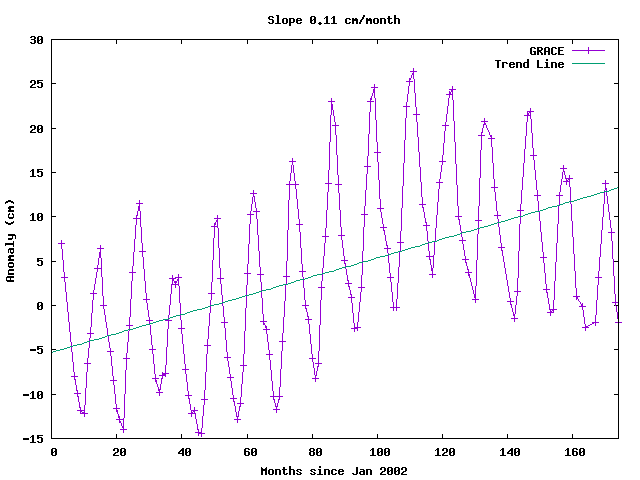 Slope 0.11 cm/month
30
25
20
15
10
5
0
-5
-10
-15
Anomaly (cm)
GRACE
Trend Line
0 20 40 60 80 100 120 140 160
Months since Jan 2002